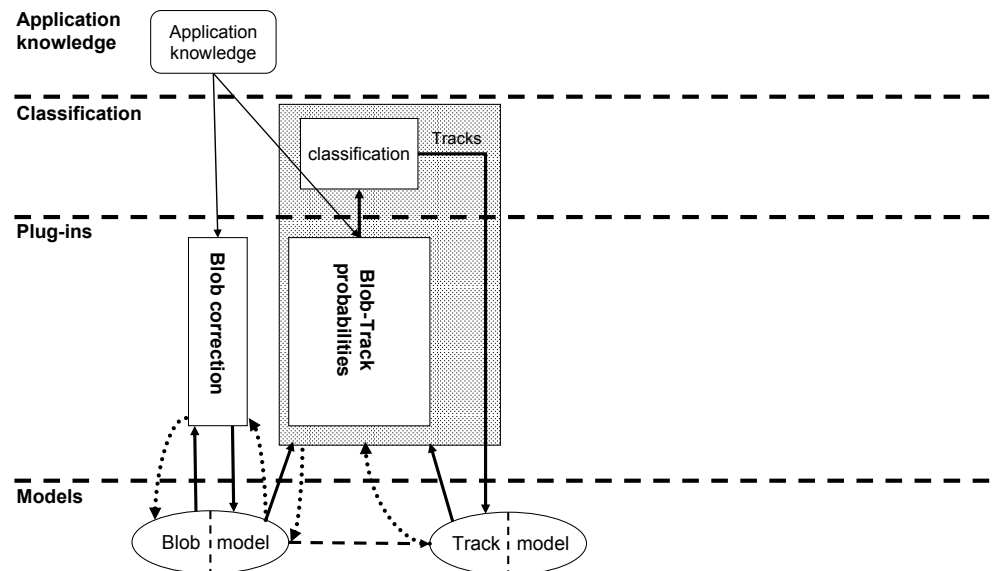 Application
knowledge
Application
knowledge
Classification
classification
Tracks
Plug-ins
Blob correction
Blob-Track
probabilities
Models
Blob model
Track model